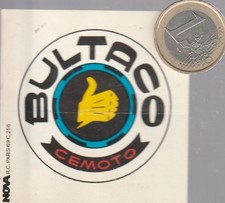 BULTACO
CEMOTO
NOVA R.C. PARIS 69 C 256